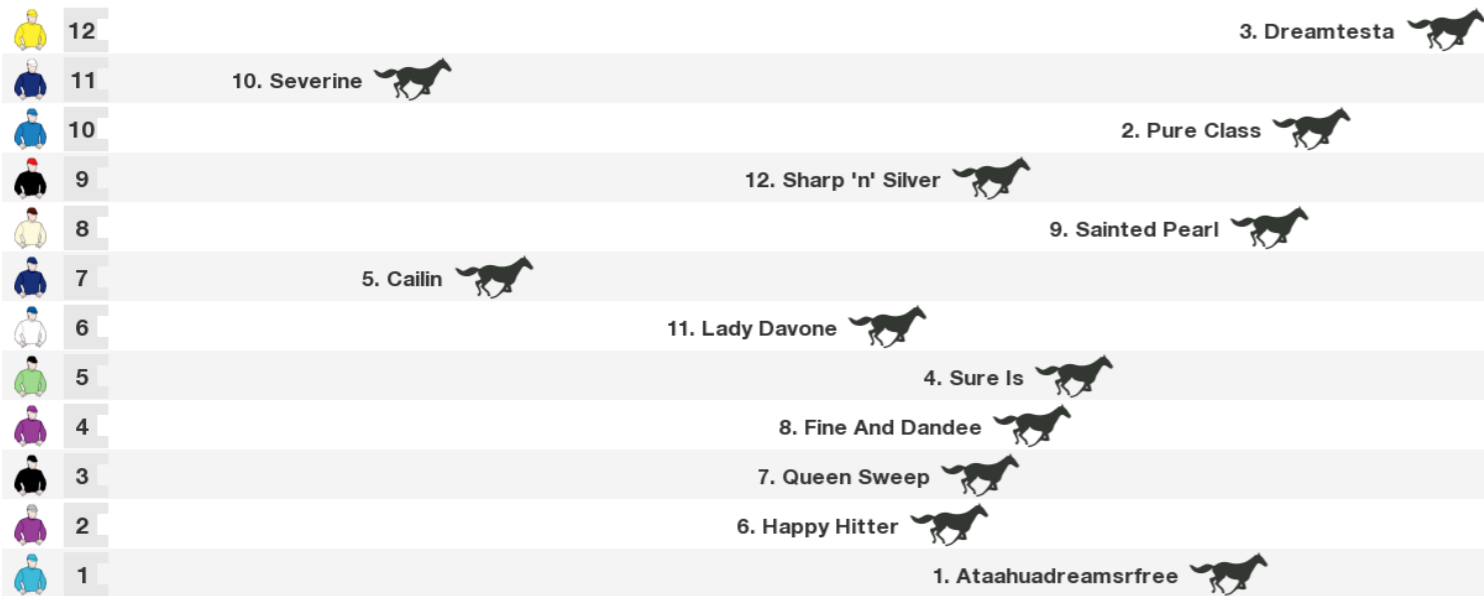 12 3. Dreamtesta
11 10. Severine
10 2. Pure Class
9 12. Sharp 'n' Silver
8 9. Sainted Pearl
7 5. Cailin
6 11. Lady Davone
5 4. Sure Is
4 8. Fine And Dandee
3 7. Queen Sweep
2 6. Happy Hitter
1 1. Ataahuadreamsrfree